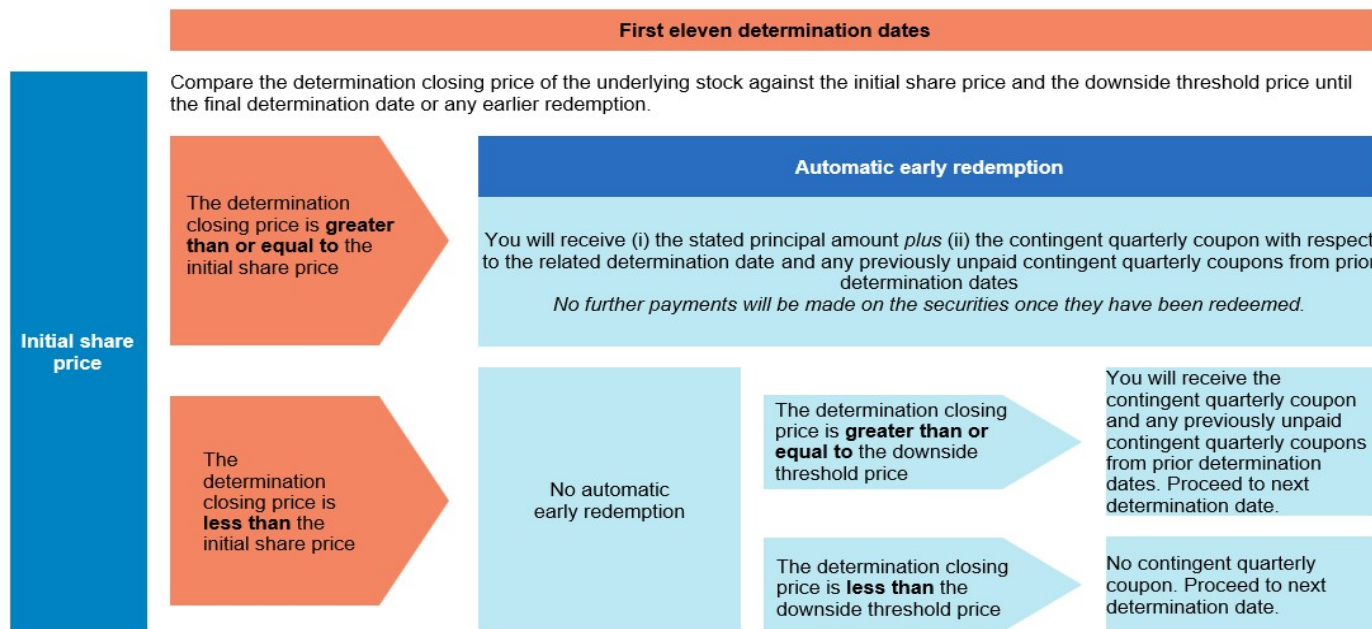 First eleven determination dates
Compare the determination closing price of the underlying stock against the initial share price and the downside threshold price until
the final determination date or any earlier redemption.
Initial share
price
The determination
closing price is greater
than or equal to the
initial share price
Automatic early redemption
You will receive (i) the stated principal amount plus (ii) the contingent quarterly coupon with respect
to the related determination date and any previously unpaid contingent quarterly coupons from prior
determination dates
No further payments will be made on the securities once they have been redeemed.
The
determination
closing price is
less than the
initial share price
No automatic
early redemption
The determination closing
price is greater than or
equal to the downside
threshold price
You will receive the
contingent quarterly coupon
and any previously unpaid
contingent quarterly coupons
from prior determination
dates. Proceed to next
determination date.
The determination closing
price is less than the
downside threshold price
No contingent quarterly
coupon. Proceed to next
determination date.